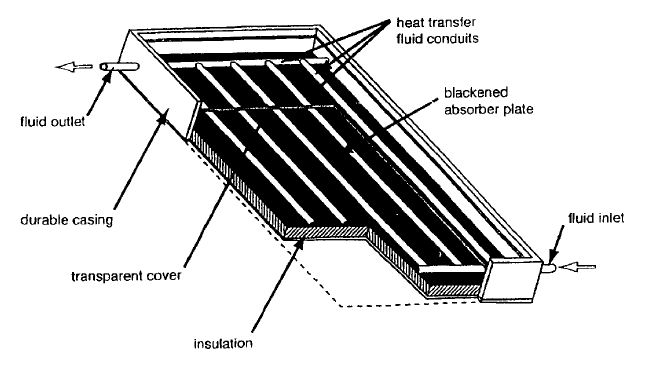 heat transfer
fluid conduits
blackened
absorber plate
fluid outlet
durable casing
fluid inlet
transparent cover
insulation